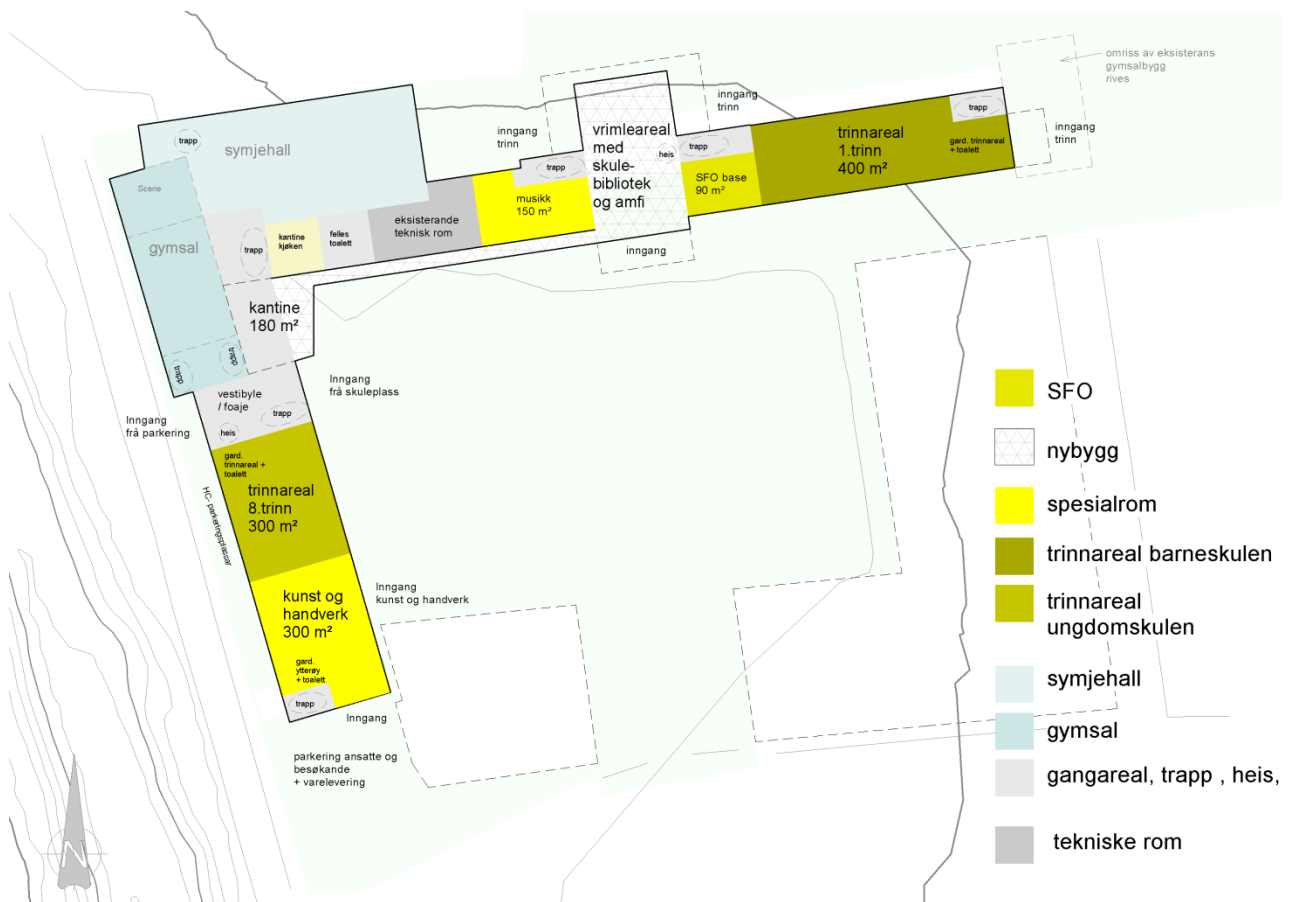 omriss av eksisterans
gymsalbygg
rives
inngang
trinn
trapp
trinnareal
1.trinn
400 m²
gard. trinnareal
+ toalett
inngang
trinn
vrimleareal
med
skule-
bibliotek
og amfi
heis
trapp
SFO base
90 m²
inngang
inngang
trinn
trapp
musikk
150 m²
trapp
symjehall
Scene
gymsal
trapp
kantine
kjøken
felles
toalett
eksisterande
teknisk rom
kantine
180 m²
trapp
trapp
vestibyle
/ foaje
trapp
heis
Inngang
frå skuleplass
Inngang
frå parkering
gard.
trinnareal +
toalett
trinnareal
8.trinn
300 m²
HC- parkeringsplassar
kunst og
handverk
300 m²
Inngang
kunst og handverk
gard.
ytterøy
+ toalett
trapp
Inngang
parkering ansatte og
besøkande
+ varelevering
N
SFO
nybygg
spesialrom
trinnareal barneskulen
trinnareal
ungdomskulen
symjehall
gymsal
gangareal, trapp , heis,
tekniske rom